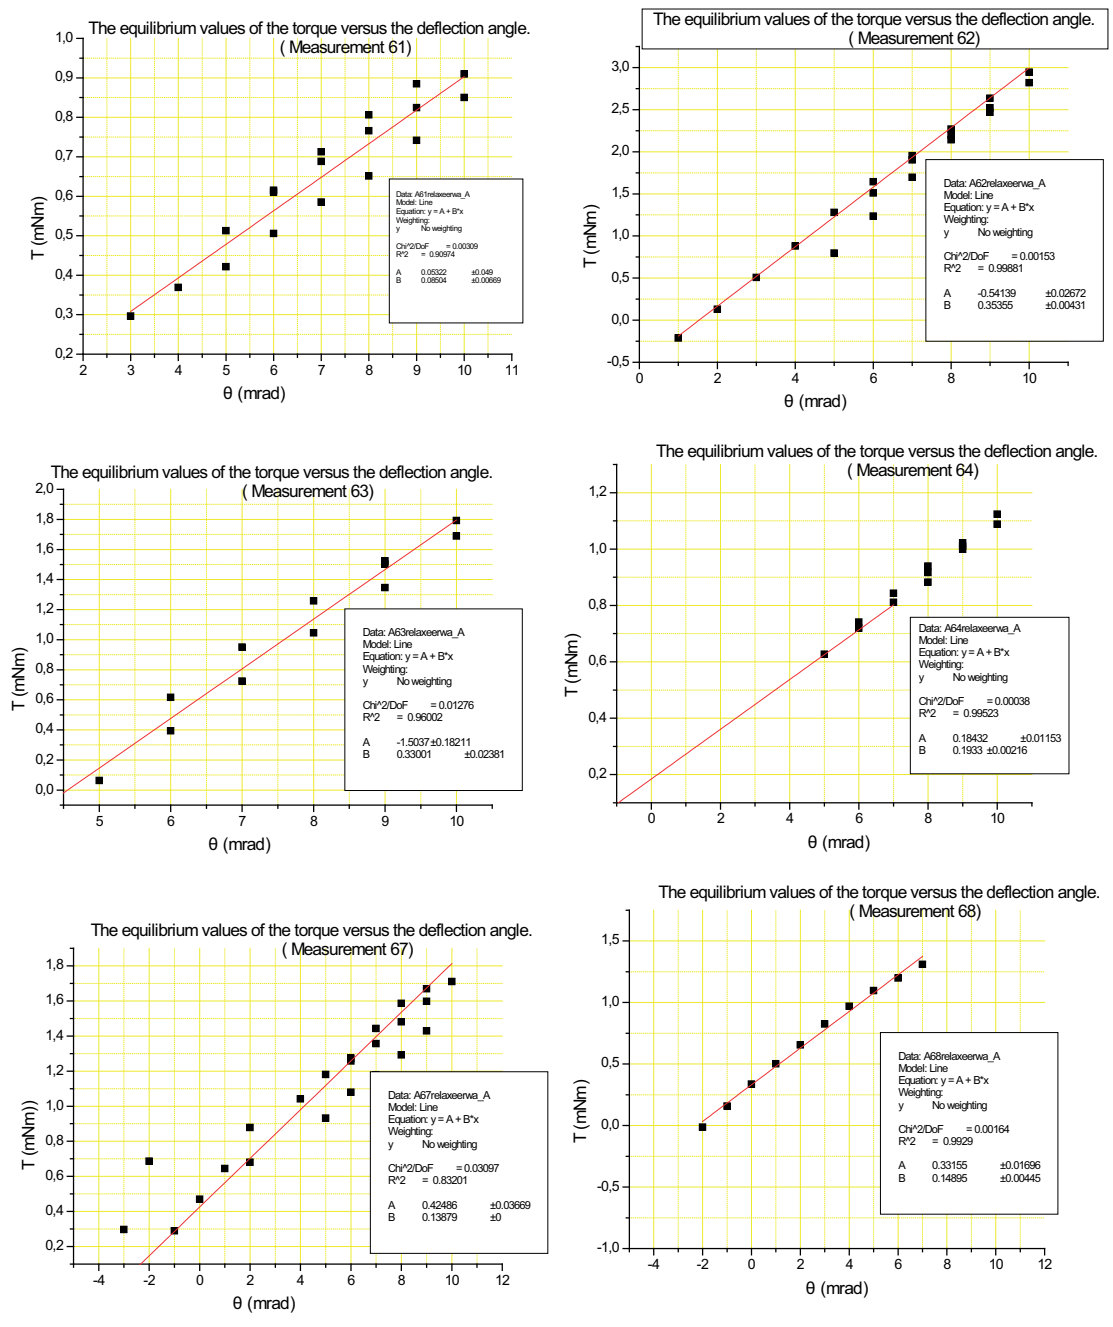 The equilibrium values of the torque versus the deflection angle.
( Measurement 61)
1,0
0,9
0,8
0,7
0,6
0,5
0,4
0,3
0,2
T (mNm)
2 3 4 5 6 7 8 9 10 11
θ (mrad)
Data: A61relaxeerwa_A
Model: Line
Equation: y = A + B*x
Weighting:
y No weighting
Chi^2/DoF = 0.00309
R^2 = 0.90974
A 0.05322 ±0.049
B 0.08504 ±0.00669
The equilibrium values of the torque versus the deflection angle.
( Measurement 62)
3,0
2,5
2,0
1,5
1,0
0,5
0,0
-0,5
T (mNm)
0 2 4 6 8 10
θ (mrad)
Data: A62relaxeerwa_A
Model: Line
Equation: y = A + B*x
Weighting:
y No weighting
Chi^2/DoF = 0.00153
R^2 = 0.99881
A -0.54139 ±0.02672
B 0.35355 ±0.00431
The equilibrium values of the torque versus the deflection angle.
( Measurement 63)
2,0
1,8
1,6
1,4
1,2
1,0
0,8
0,6
0,4
0,2
0,0
T (mNm)
5 6 7 8 9 10
θ (mrad)
Data: A63relaxeerwa_A
Model: Line
Equation: y = A + B*x
Weighting:
y No weighting
Chi^2/DoF = 0.01276
R^2 = 0.96002
A -1.5037 ±0.18211
B 0.33001 ±0.02381
The equilibrium values of the torque versus the deflection angle.
( Measurement 64)
1,2
1,0
0,8
0,6
0,4
0,2
T (mNm)
0 2 4 6 8 10
θ (mrad)
Data: A64relaxeerwa_A
Model: Line
Equation: y = A + B*x
Weighting:
y No weighting
Chi^2/DoF = 0.00038
R^2 = 0.99523
A 0.18432 ±0.01153
B 0.1933 ±0.00216
The equilibrium values of the torque versus the deflection angle.
( Measurement 67)
1,8
1,6
1,4
1,2
1,0
0,8
0,6
0,4
0,2
T (mNm))
-4 -2 0 2 4 6 8 10 12
θ (mrad)
Data: A67relaxeerwa_A
Model: Line
Equation: y = A + B*x
Weighting:
y No weighting
Chi^2/DoF = 0.03097
R^2 = 0.83201
A 0.42486 ±0.03669
B 0.13879 ±0
The equilibrium values of the torque versus the deflection angle.
( Measurement 68)
1,5
1,0
0,5
0,0
-0,5
-1,0
T (mNm)
-4 -2 0 2 4 6 8 10 12
θ (mrad)
Data: A68relaxeerwa_A
Model: Line
Equation: y = A + B*x
Weighting:
y No weighting
Chi^2/DoF = 0.00164
R^2 = 0.9929
A 0.33155 ±0.01696
B 0.14895 ±0.00445